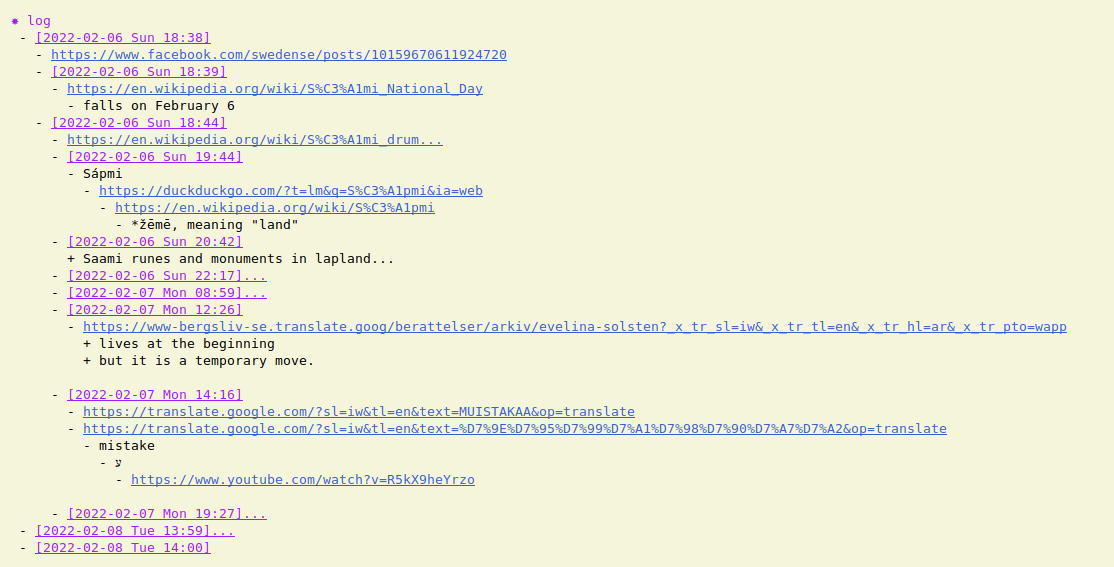 ✸ log
- [2022-02-06 Sun 18:38]
- https://www.facebook.com/swedense/posts/10159670611924720
- [2022-02-06 Sun 18:39]
- https://en.wikipedia.org/wiki/S%C3%A1mi_National_Day
- falls on February 6
- [2022-02-06 Sun 18:44]
- https://en.wikipedia.org/wiki/S%C3%A1mi_drum...
- [2022-02-06 Sun 19:44]
- Sápmi
- https://duckduckgo.com/?t=lm&q=S%C3%A1pmi&ia=web
- https://en.wikipedia.org/wiki/S%C3%A1pmi
- *žēmē, meaning "land"
- [2022-02-06 Sun 20:42]
+ Saami runes and monuments in lapland...
- [2022-02-06 Sun 22:17]...
- [2022-02-07 Mon 08:59]...
- [2022-02-07 Mon 12:26]
- https://www-bergsliv-se.translate.goog/berattelser/arkiv/evelina-solsten?_x_tr_sl=iw&_x_tr_tl=en&_x_tr_hl=ar&_x_tr_pto=wapp
+ lives at the beginning
+ but it is a temporary move.
- [2022-02-07 Mon 14:16]
- https://translate.google.com/?sl=iw&tl=en&text=MUISTAKAA&op=translate
- https://translate.google.com/?sl=iw&tl=en&text=%D7%9E%D7%95%D7%99%D7%A1%D7%98%D7%90%D7%A7%D7%A2&op=translate
- mistake
- ע
- https://www.youtube.com/watch?v=R5kX9heYrzo
- [2022-02-07 Mon 19:27]...
- [2022-02-08 Tue 13:59]...
- [2022-02-08 Tue 14:00]